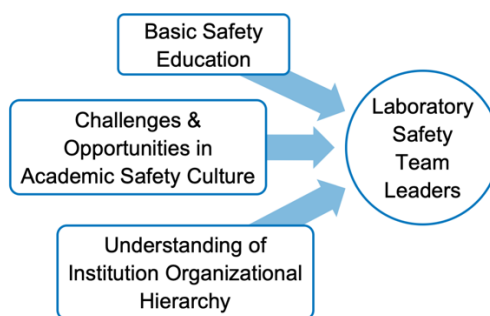 Basic Safety
Education
Challenges &
Opportunities in
Academic Safety Culture
Understanding of
Institution Organizational
Hierarchy
Laboratory
Safety
Team
Leaders